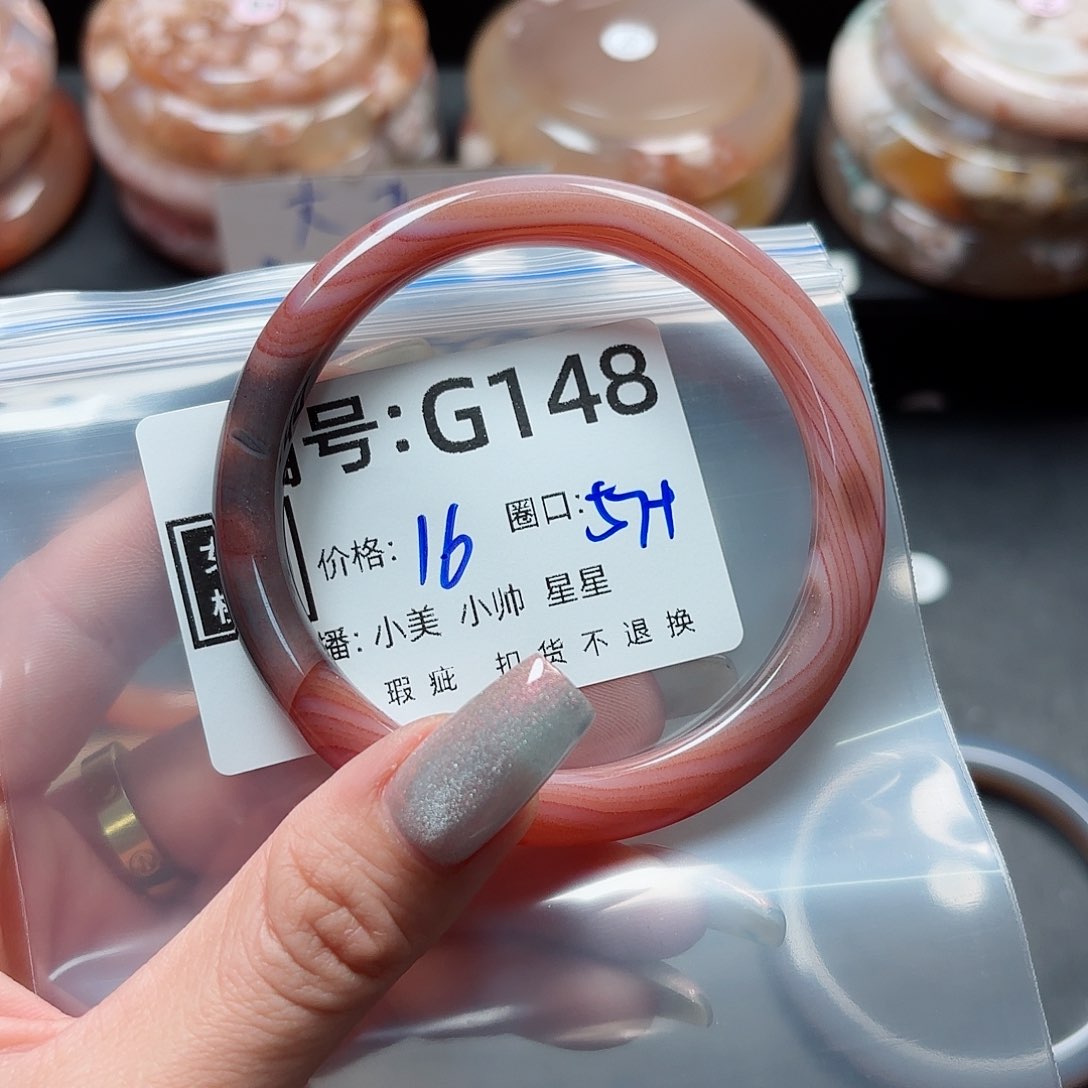 号:G148
价格: 16 圈口:57H
播: 小美 小帅 星星
瑕疵 扣 货 不 退 换